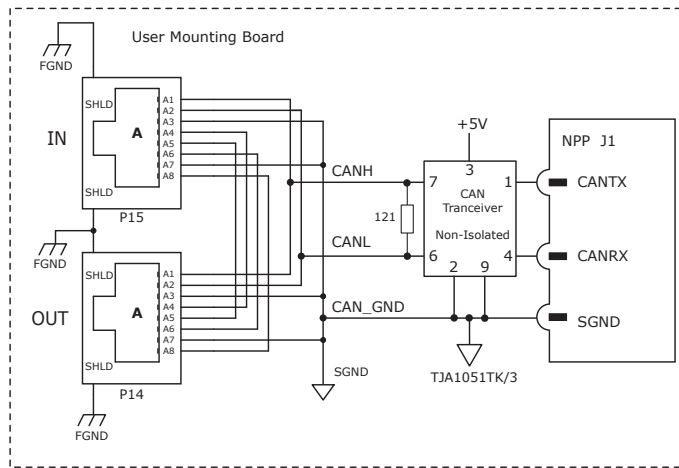 User Mounting Board
FGND
SHLD
A
A1
A2
A3
A4
A5
A6
A7
A8
IN
SHLD
P15
FGND
SHLD
A
A1
A2
A3
A4
A5
A6
A7
A8
OUT
SHLD
P14
FGND
CANH
121
CANL
CAN_GND
SGND
+5V
3
7
CAN
Tranceiver
Non-Isolated
1
6
4
2
9
TJA1051TK/3
NPP J1
CANTX
CANRX
SGND